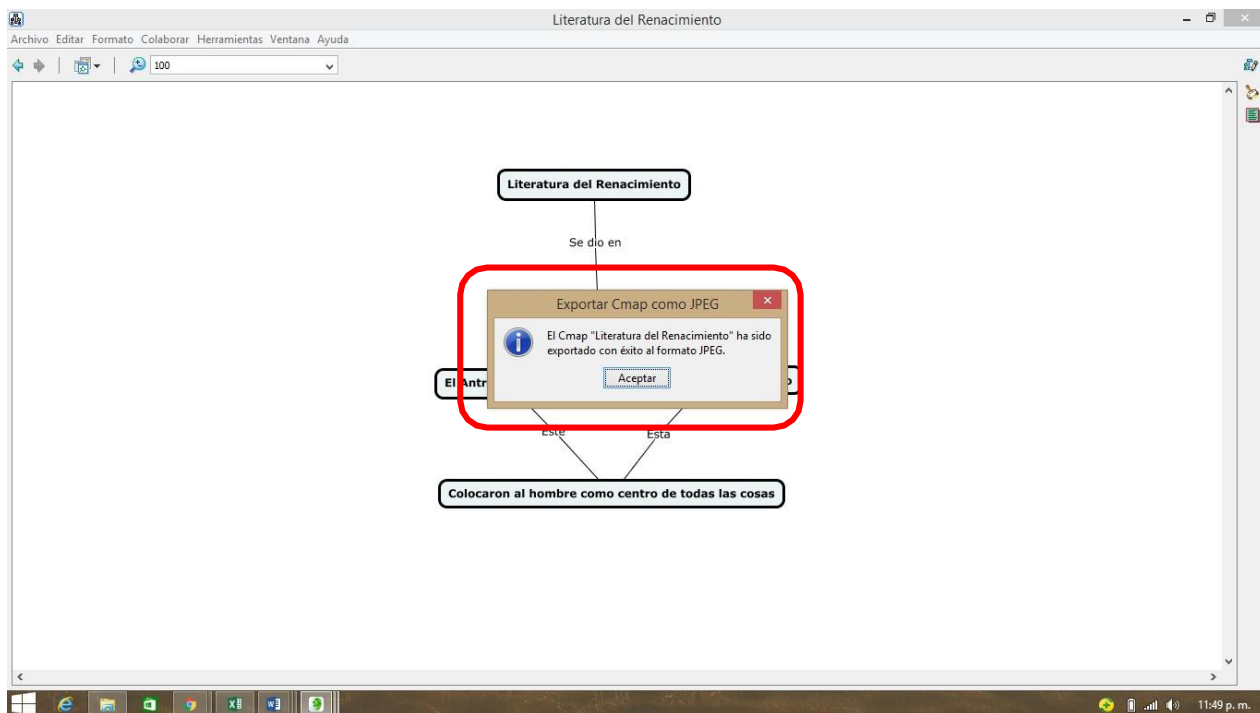 Literatura del Renacimiento
Archivo Editar Formato Colaborar Herramientas Ventana Ayuda
100
Literatura del Renacimiento
Se dio en
Exportar Cmap como JPEG
El Cmap "Literatura del Renacimiento" ha sido
exportado con éxito al formato JPEG.
Aceptar
El Antr
Este
Esta
Colocaron al hombre como centro de todas las cosas
11:49 p. m.